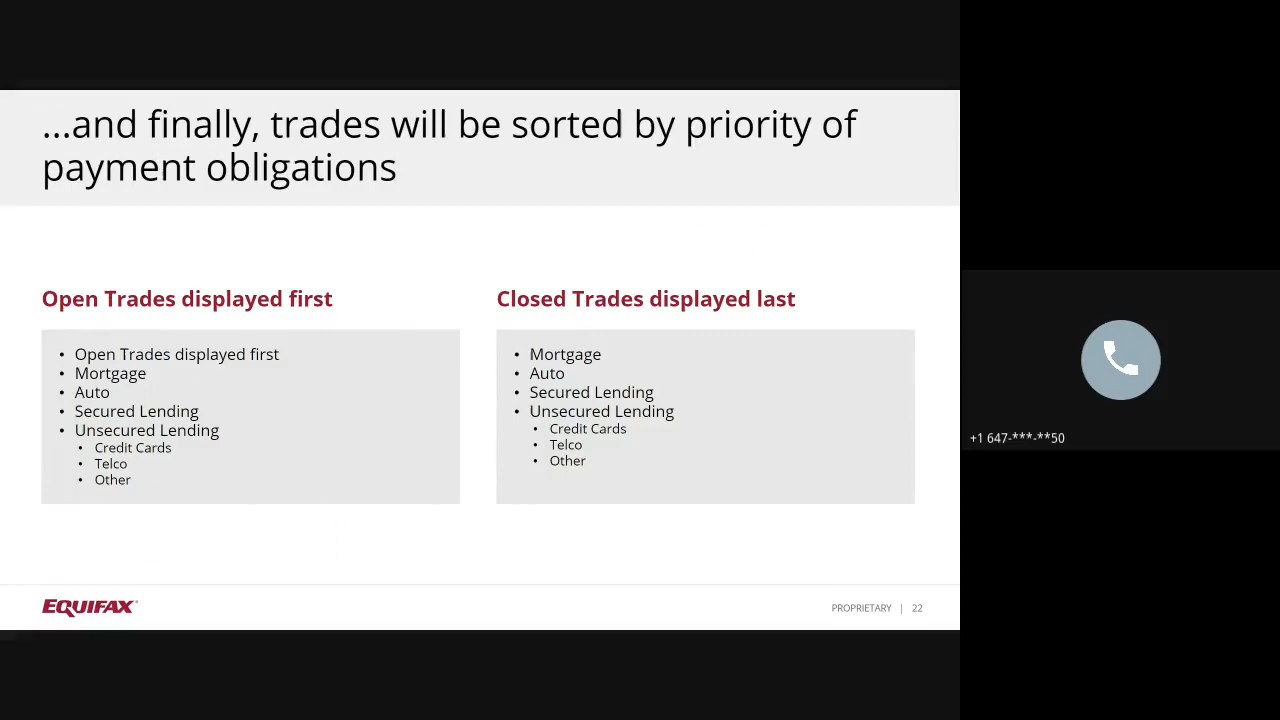 ...and finally, trades will be sorted by priority of
payment obligations
Open Trades displayed first
• Open Trades displayed first
• Mortgage
• Auto
• Secured Lending
• Unsecured Lending
• Credit Cards
• Telco
• Other
Closed Trades displayed last
• Mortgage
• Auto
• Secured Lending
• Unsecured Lending
• Credit Cards
• Telco
• Other
EQUIFAX®
PROPRIETARY | 22
+1 647-***-**50